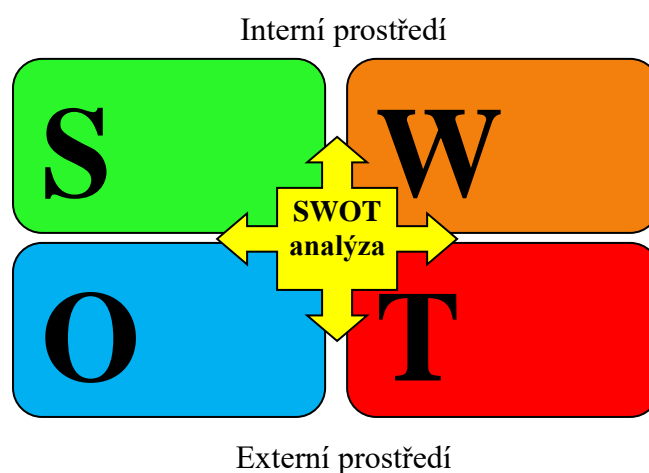 Interní prostředí
S
W
SWOT
analýza
O
T
Externí prostředí